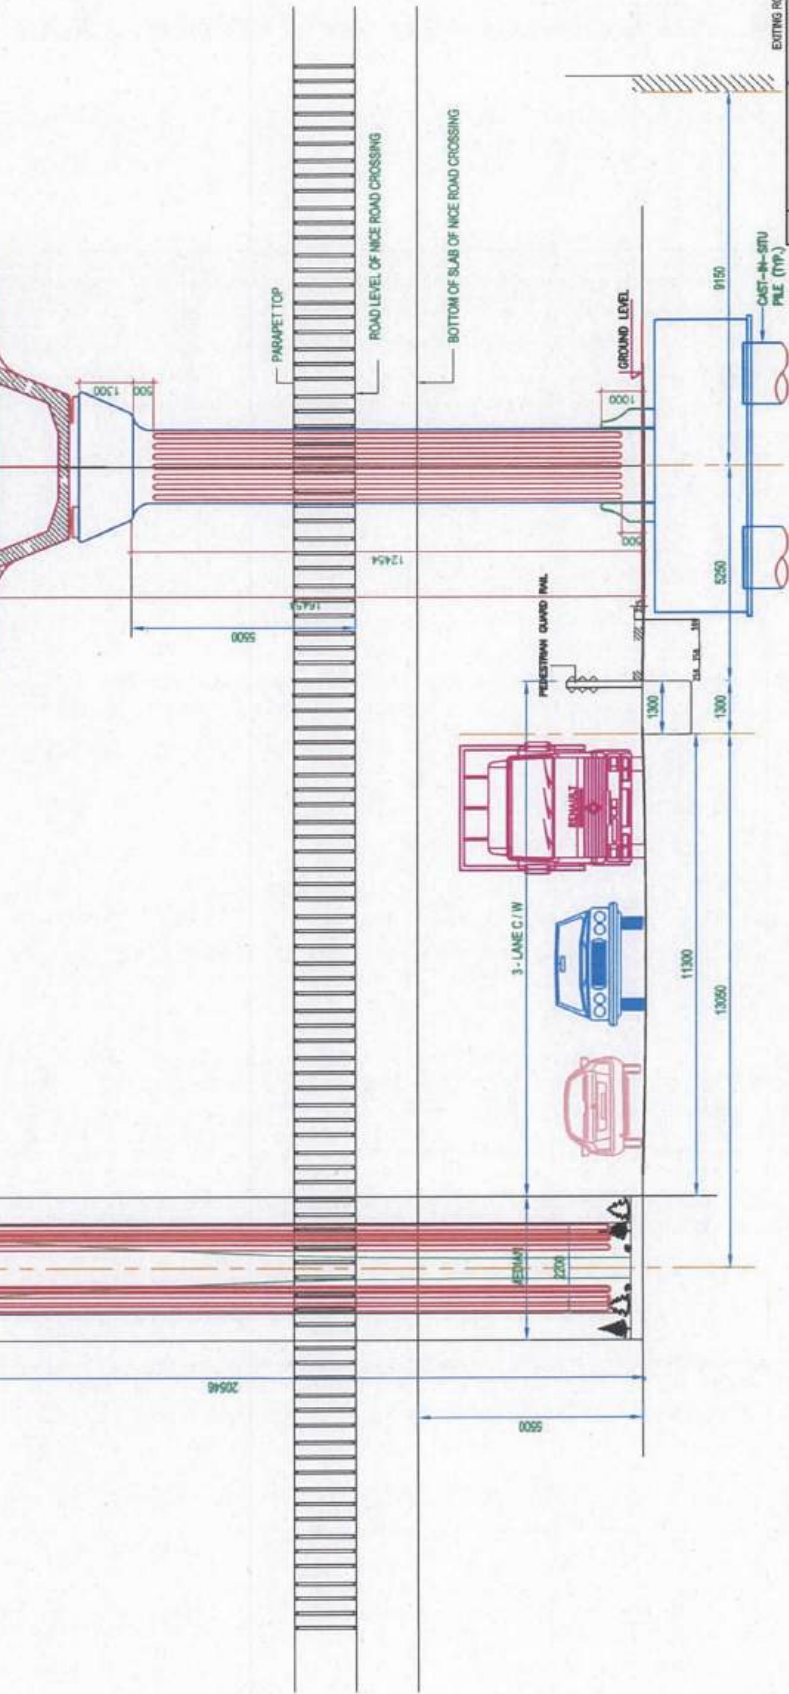 PARAPET TOP
ROAD LEVEL OF NICE ROAD CROSSING
BOTTOM OF SLAB OF NICE ROAD CROSSING
1300
500
5500
12454
20546
5500
3 - LANE C / W
MEDIAN
2200
PEDESTRIAN GUARD RAIL
RENAULT
GROUND LEVEL
1000
500
1300
11300
13050
1300
5250
9150
CAST-IN-SITU
PILE (TYP.)
EXITING